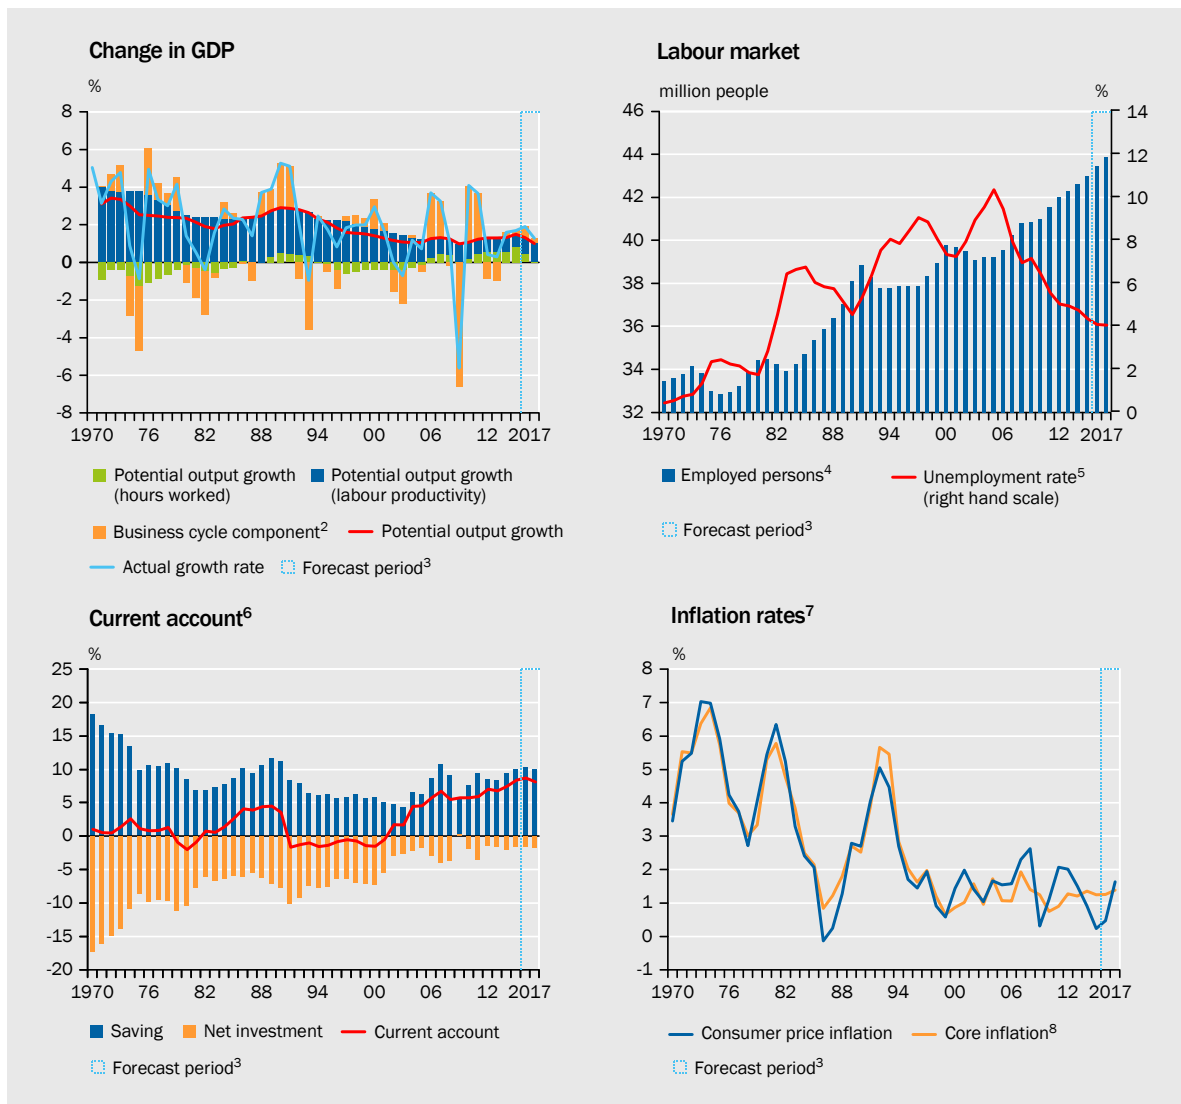 Change in GDP
%
8
6
4
2
0
-2
-4
-6
-8
1970 76 82 88 94 00 06 12 2017
Potential output growth (hours worked)
Potential output growth (labour productivity)
Business cycle component2
Potential output growth
Actual growth rate
Forecast period3
Labour market
million people %
46 14
44 12
42 10
40 8
38 6
36 4
34 2
32 0
1970 76 82 88 94 00 06 12 2017
Employed persons4
Unemployment rate5 (right hand scale)
Forecast period3
Current account6
%
25
20
15
10
5
0
-5
-10
-15
-20
1970 76 82 88 94 00 06 12 2017
Saving
Net investment
Current account
Forecast period3
Inflation rates7
%
8
7
6
5
4
3
2
1
0
-1
1970 76 82 88 94 00 06 12 2017
Consumer price inflation
Core inflation8
Forecast period3